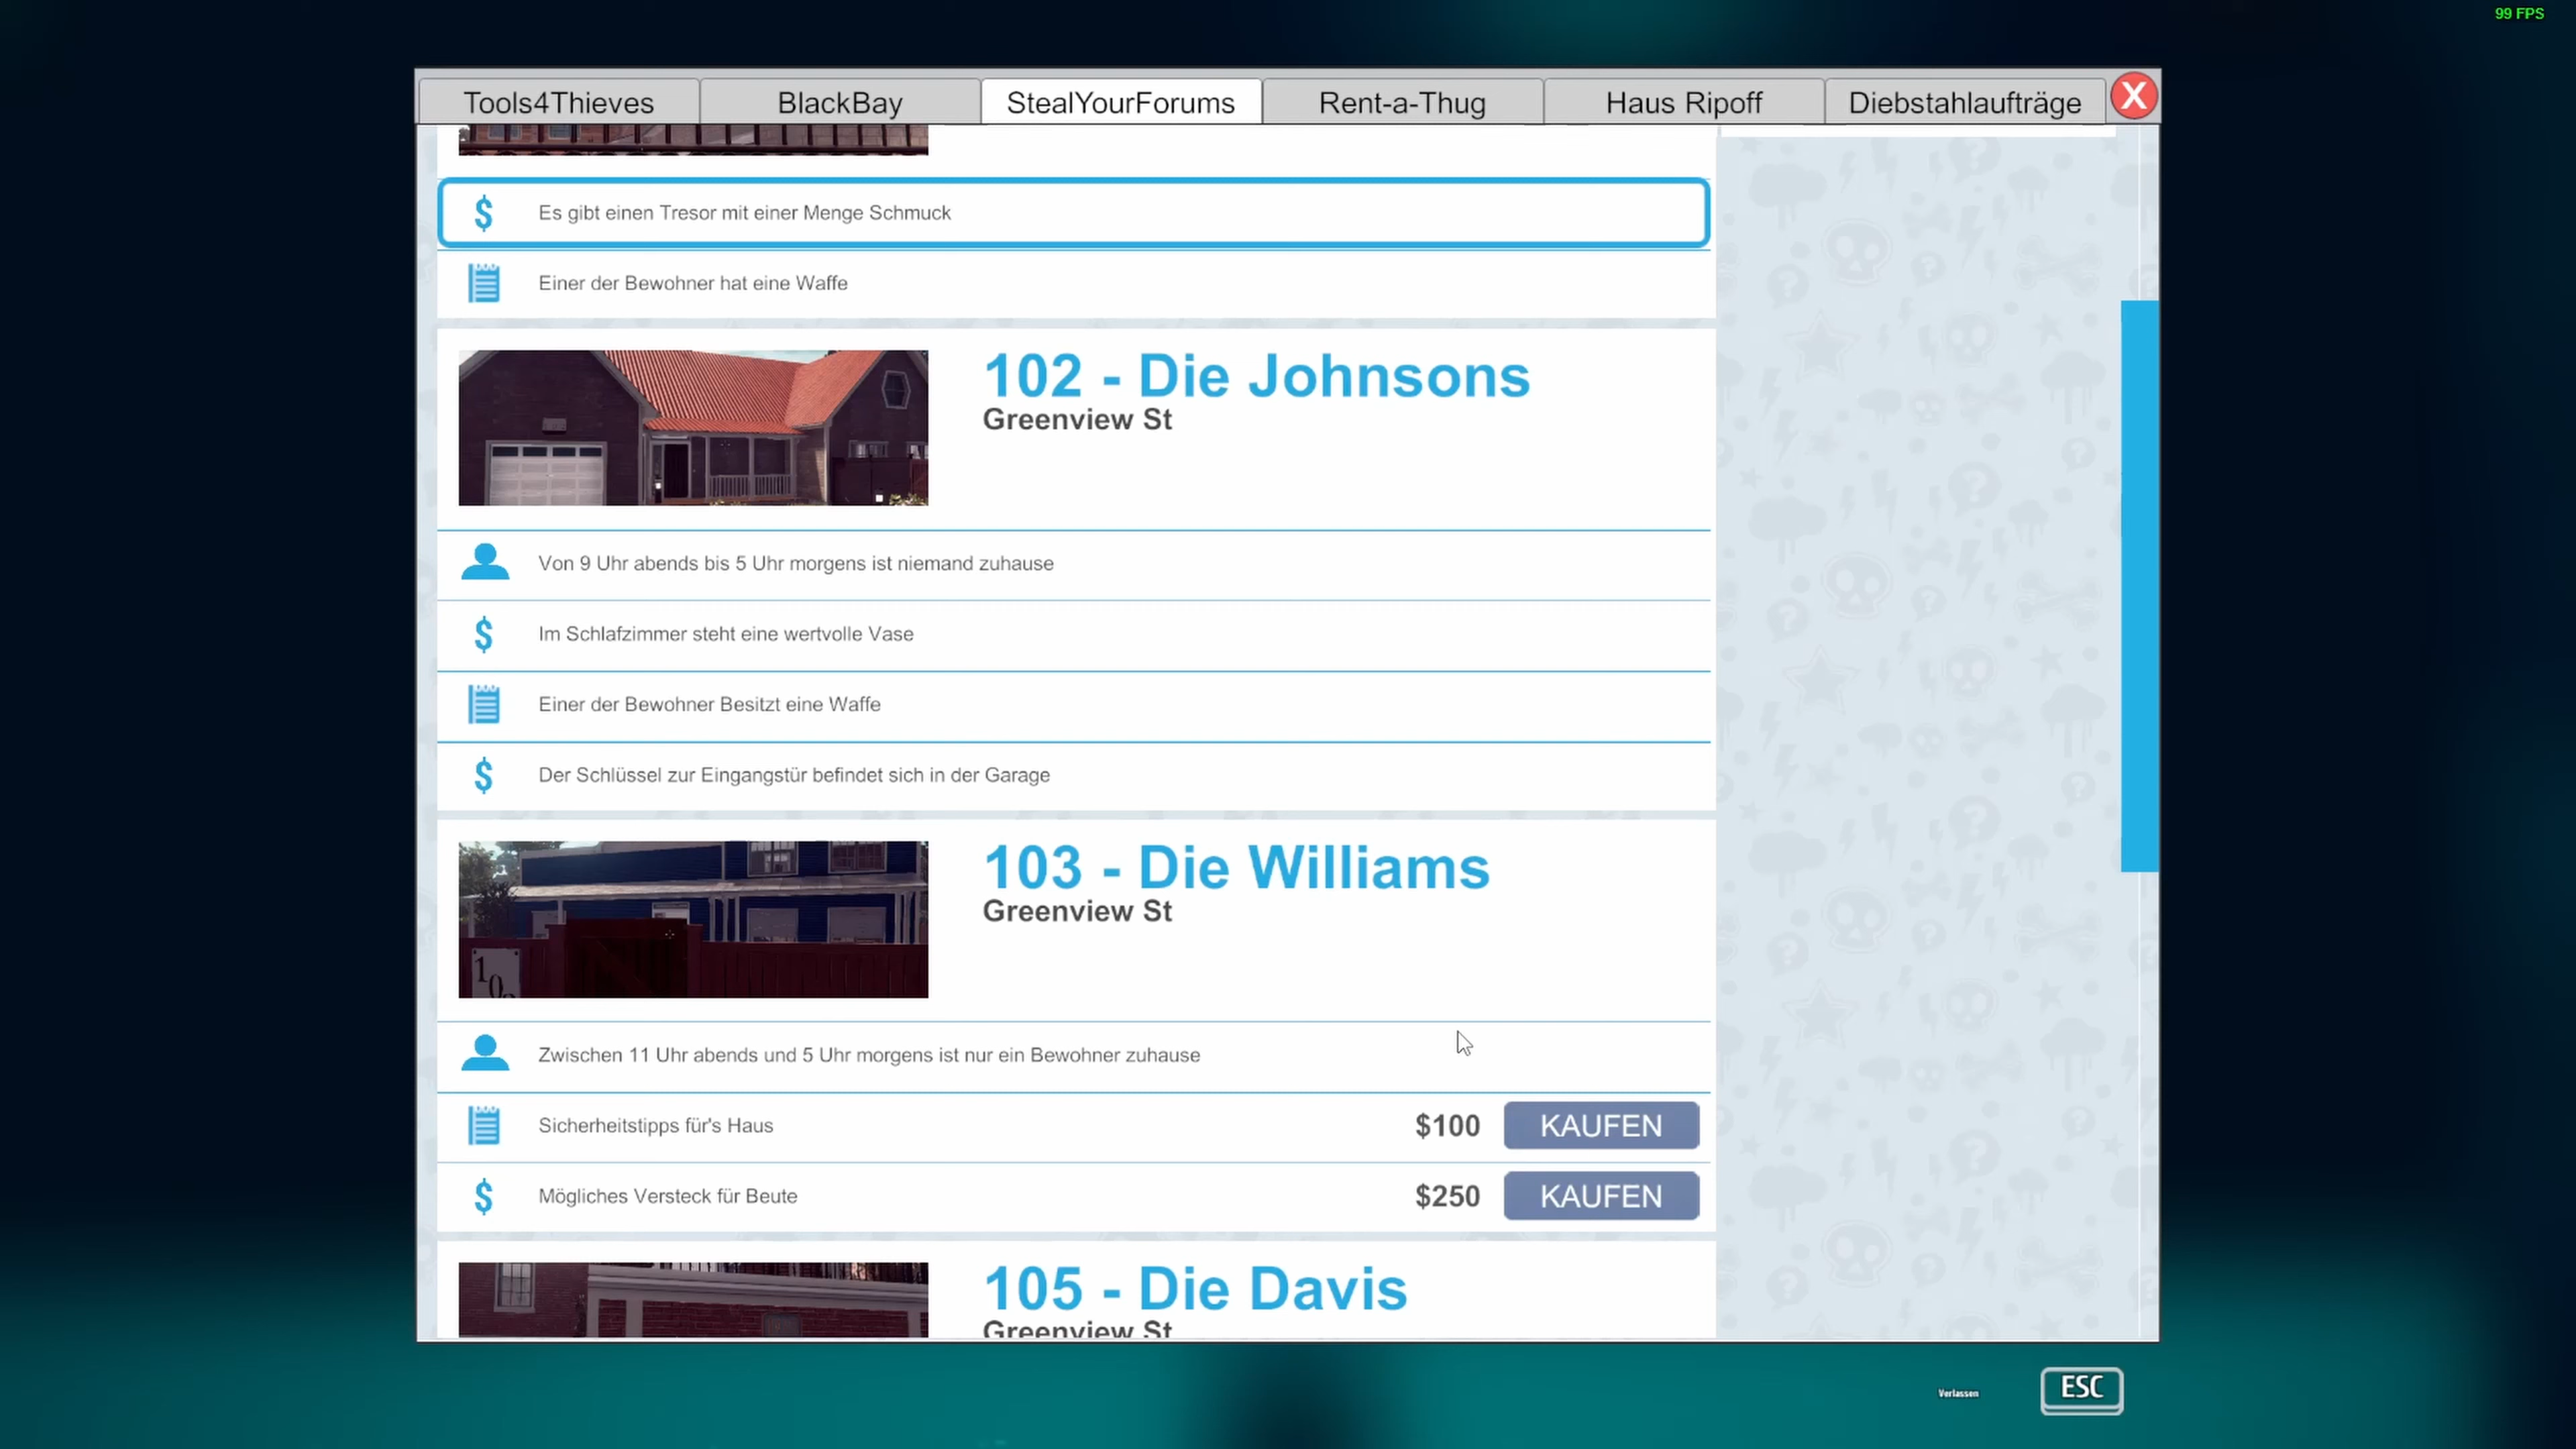 99 FPS
Tools4Thieves
BlackBay
StealYourForums
Rent-a-Thug
Haus Ripoff
Diebstahlaufträge
X
$ Es gibt einen Tresor mit einer Menge Schmuck
Einer der Bewohner hat eine Waffe
102 - Die Johnsons
Greenview St
Von 9 Uhr abends bis 5 Uhr morgens ist niemand zuhause
$ Im Schlafzimmer steht eine wertvolle Vase
Einer der Bewohner Besitzt eine Waffe
$ Der Schlüssel zur Eingangstür befindet sich in der Garage
103 - Die Williams
Greenview St
10
Zwischen 11 Uhr abends und 5 Uhr morgens ist nur ein Bewohner zuhause
Sicherheitstipps für's Haus $100 KAUFEN
$ Mögliches Versteck für Beute $250 KAUFEN
105 - Die Davis
Greenview St
Verlassen ESC